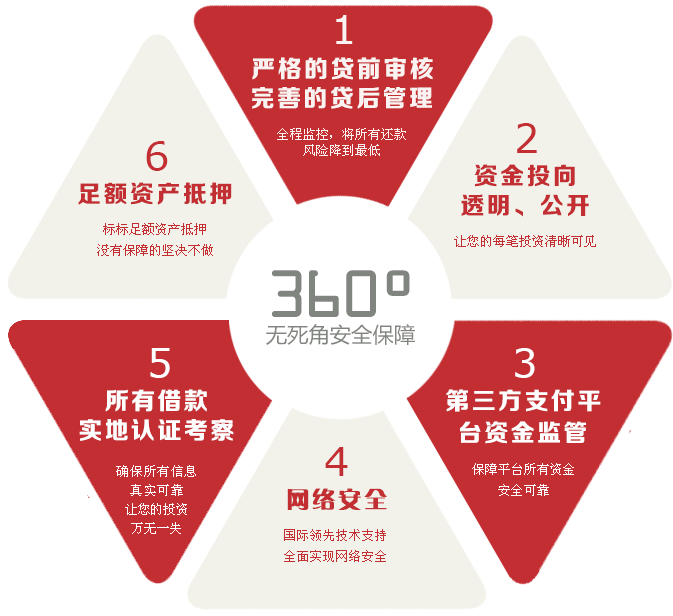 1
严格的贷前审核
完善的贷后管理
全程监控，将所有还款
风险降到最低
2
资金投向
透明、公开
让您的每笔投资清晰可见
3
第三方支付平
台资金监管
保障平台所有资金
安全可靠
4
网络安全
国际领先技术支持
全面实现网络安全
5
所有借款
实地认证考察
确保所有信息
真实可靠
让您的投资
万无一失
6
足额资产抵押
标标足额资产抵押
没有保障的坚决不做
360°
无死角安全保障